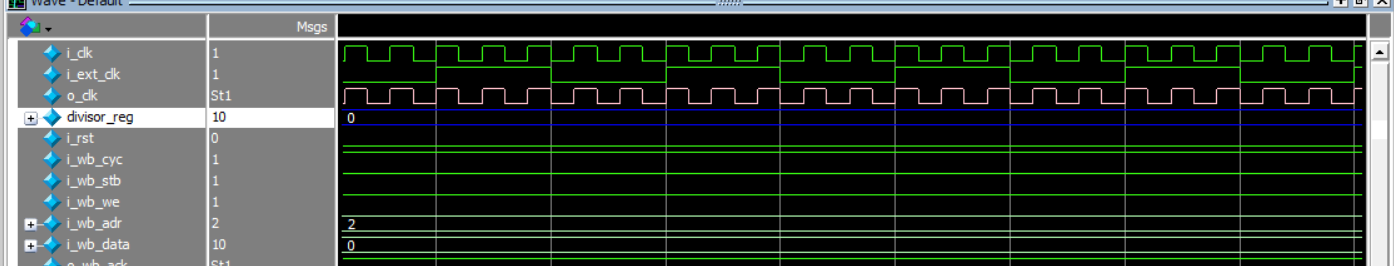 Wave - Default
Msgs
i_clk 1
i_ext_clk 1
o_clk St1
divisor_reg 10 0
i_rst 0
i_wb_cyc 1
i_wb_stb 1
i_wb_we 1
i_wb_adr 2 2
i_wb_data 10 0
o_wb_ack St1